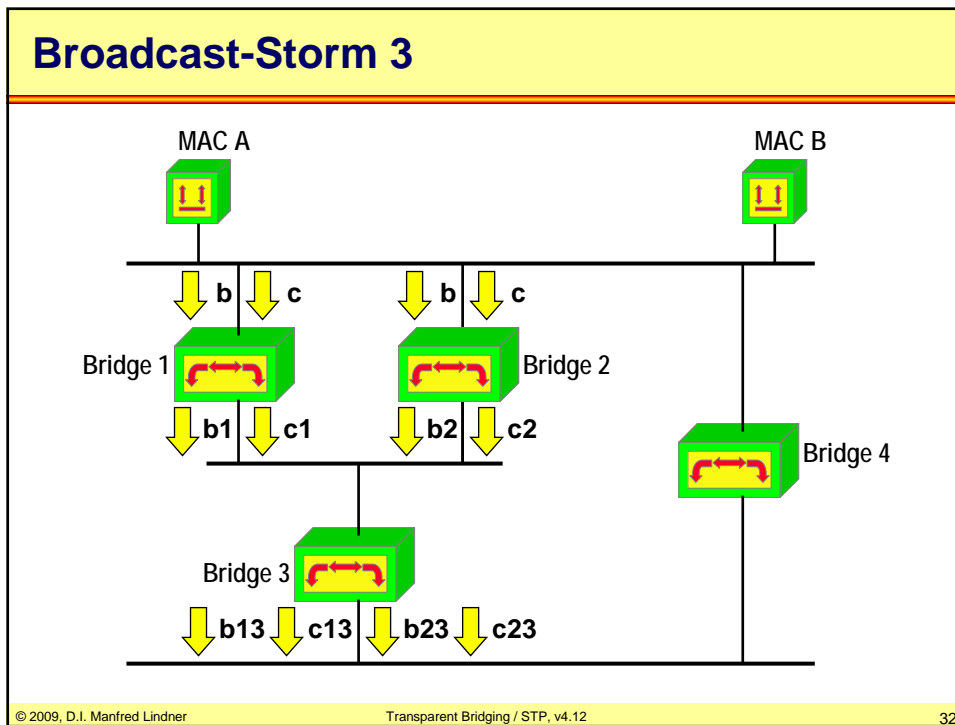 Broadcast-Storm 3
MAC A
MAC B
b c b c
Bridge 1
Bridge 2
b1 c1 b2 c2
Bridge 4
Bridge 3
b13 c13 b23 c23
© 2009, D.I. Manfred Lindner Transparent Bridging / STP, v4.12 32